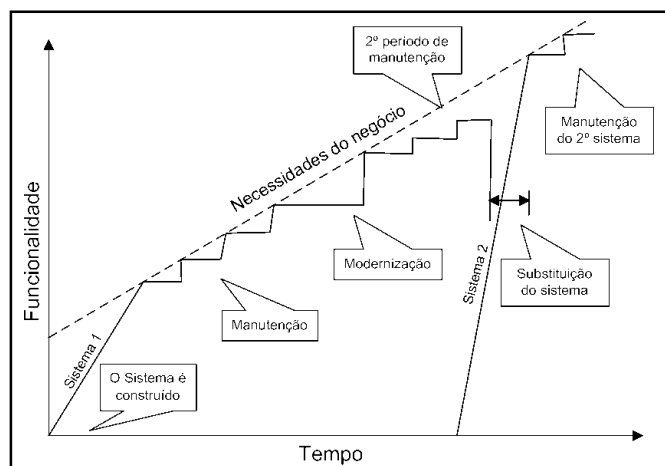 2º período de
manutenção
Necessidades do negócio
Manutenção
do 2º sistema
Funcionalidade
Modernização
Sistema 2
Substituição
do sistema
Manutenção
Sistema 1
O Sistema é
construído
Tempo